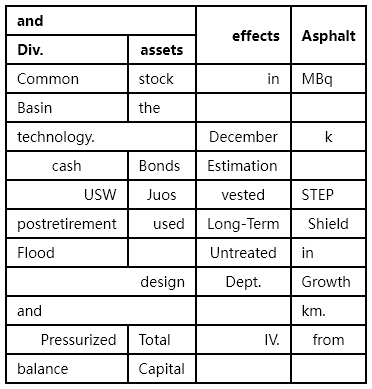 and effects Asphalt
Div. assets
Common stock in MBq
Basin the
technology. December k
cash Bonds Estimation
USW Juos vested STEP
postretirement used Long-Term Shield
Flood Untreated in
design Dept. Growth
and km.
Pressurized Total IV. from
balance Capital